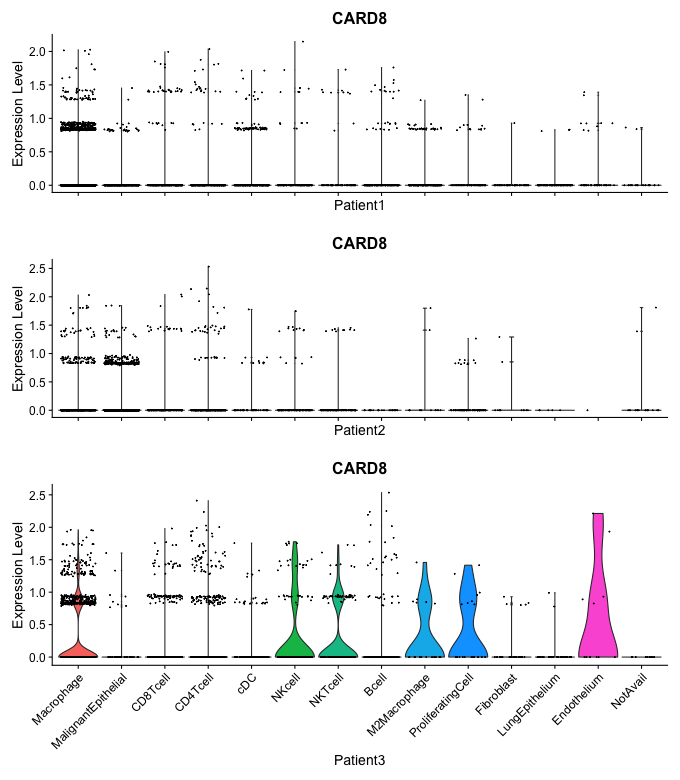 CARD8
Expression Level
2.0
1.5
1.0
0.5
0.0
Patient1
CARD8
Expression Level
2.5
2.0
1.5
1.0
0.5
0.0
Patient2
CARD8
Expression Level
2.5
2.0
1.5
1.0
0.5
0.0
Macrophage
MalignantEpithelial
CD8Tcell
CD4Tcell
cDC
NKcell
NKTcell
Bcell
M2Macrophage
ProliferatingCell
Fibroblast
LungEpithelium
Endothelium
NotAvail
Patient3